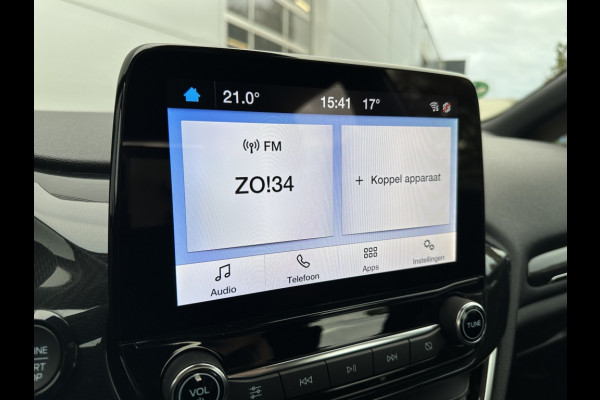 21.0°
15:41 17°
FM
ZO!34
+ Koppel apparaat
Audio
Telefoon
Apps
Instellingen
TUNE
VOL